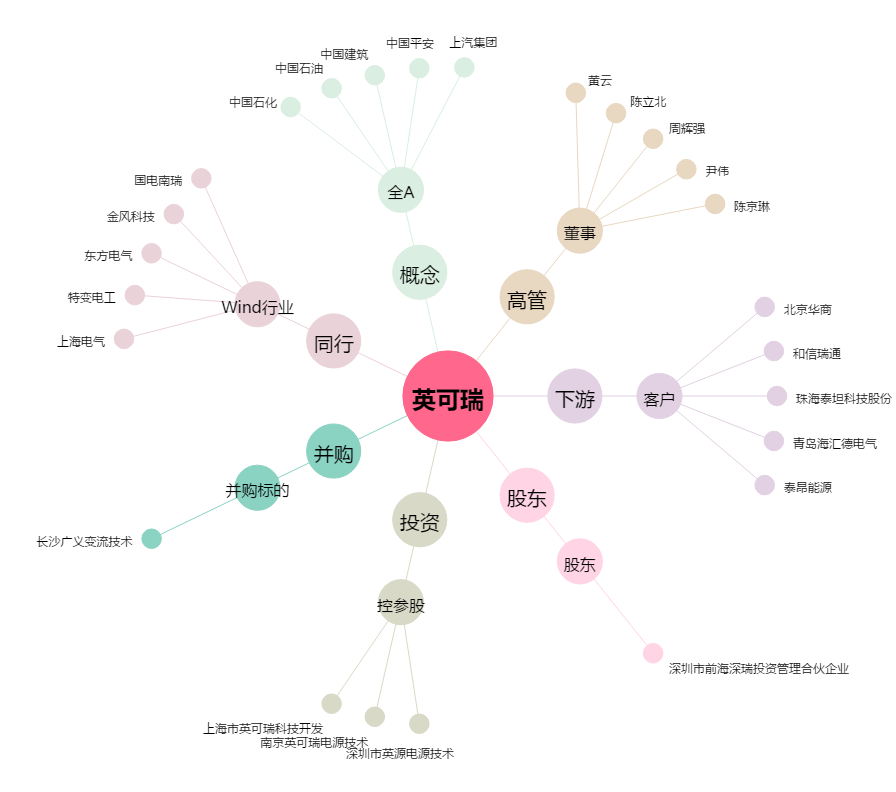 中国平安
上汽集团
中国建筑
中国石油
中国石化
黄云
陈立北
周辉强
尹伟
陈京琳
国电南瑞
金风科技
东方电气
特变电工
上海电气
全A
董事
概念
高管
Wind行业
同行
北京华商
和信瑞通
珠海泰坦科技股份
青岛海汇德电气
泰昂能源
英可瑞
下游
客户
并购
并购标的
长沙广义变流技术
投资
股东
控参股
股东
深圳市前海深瑞投资管理合伙企业
上海市英可瑞科技开发
南京英可瑞电源技术
深圳市英源电源技术